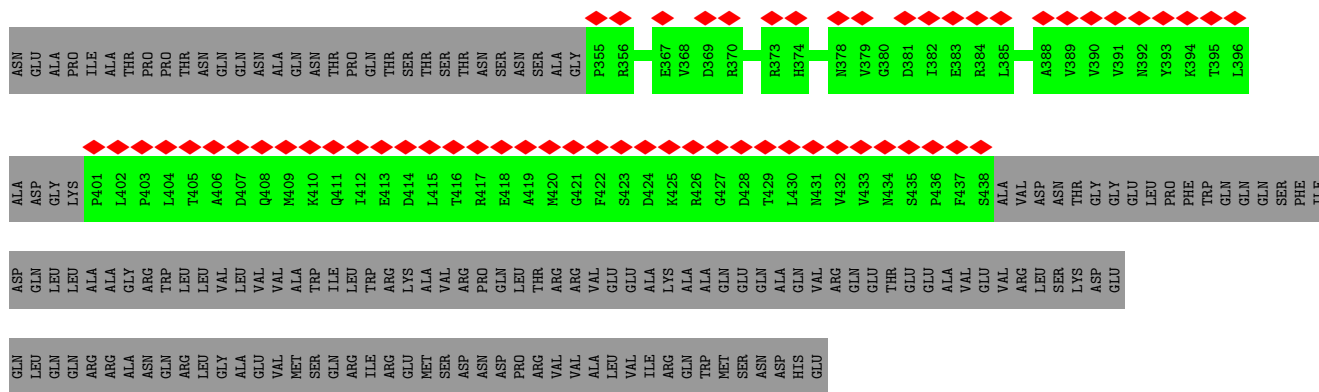 ASN GLU ALA PRO ILE ALA THR PRO PRO THR ASN GLN GLN ASN ALA GLN ASN THR PRO GLN THR SER THR SER THR ASN SER ASN SER ALA GLY P355 R356 E367 V368 D369 R370 R373 H374 N378 V379 G380 D381 I382 E383 R384 L385 A388 V389 V390 V391 N392 Y393 K394 T395 L396
ALA ASP GLY LYS P401 L402 P403 L404 T405 A406 D407 Q408 M409 K410 Q411 I412 E413 D414 L415 T416 R417 E418 A419 M420 G421 F422 S423 D424 K425 R426 G427 D428 T429 L430 N431 V432 V433 N434 S435 P436 F437 S438 ALA VAL ASP ASN THR GLY GLY GLU LEU PRO PHE TRP GLN GLN GLN SER PHE ILE
ASP GLN LEU LEU ALA ALA GLY ARG TRP LEU LEU VAL LEU VAL VAL ALA TRP ILE LEU TRP ARG LYS ALA VAL ARG PRO GLN LEU THR ARG ARG VAL GLU GLU ALA LYS ALA ALA GLN GLU GLN ALA GLN VAL ARG GLN GLU THR GLU GLU ALA VAL GLU VAL ARG LEU SER LYS ASP GLU
GLN LEU GLN GLN ARG ARG ALA ASN GLN ARG LEU GLY ALA GLU VAL MET SER GLN ARG ILE ARG GLU MET SER ASP ASN ASP PRO ARG VAL VAL ALA LEU VAL ILE ARG GLN TRP MET SER ASN ASP HIS GLU